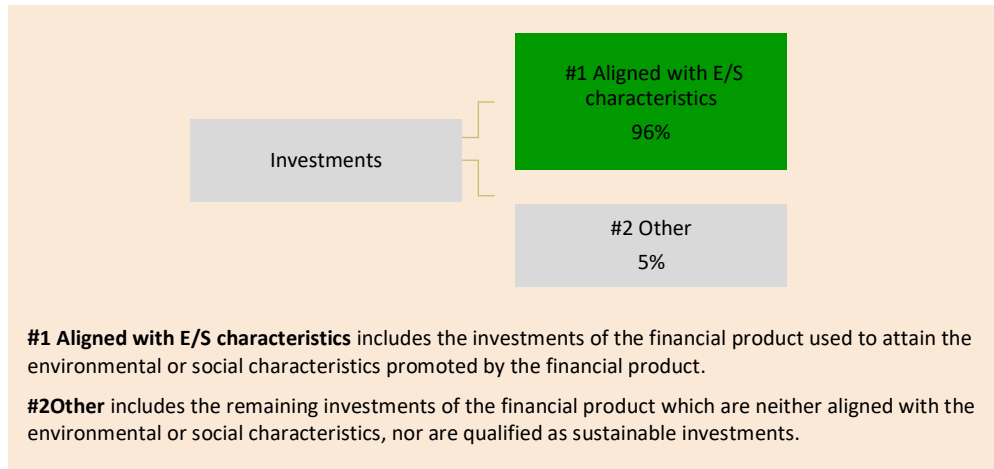 #1 Aligned with E/S
characteristics
96%
Investments
#2 Other
5%
#1 Aligned with E/S characteristics includes the investments of the financial product used to attain the
environmental or social characteristics promoted by the financial product.
#2Other includes the remaining investments of the financial product which are neither aligned with the
environmental or social characteristics, nor are qualified as sustainable investments.